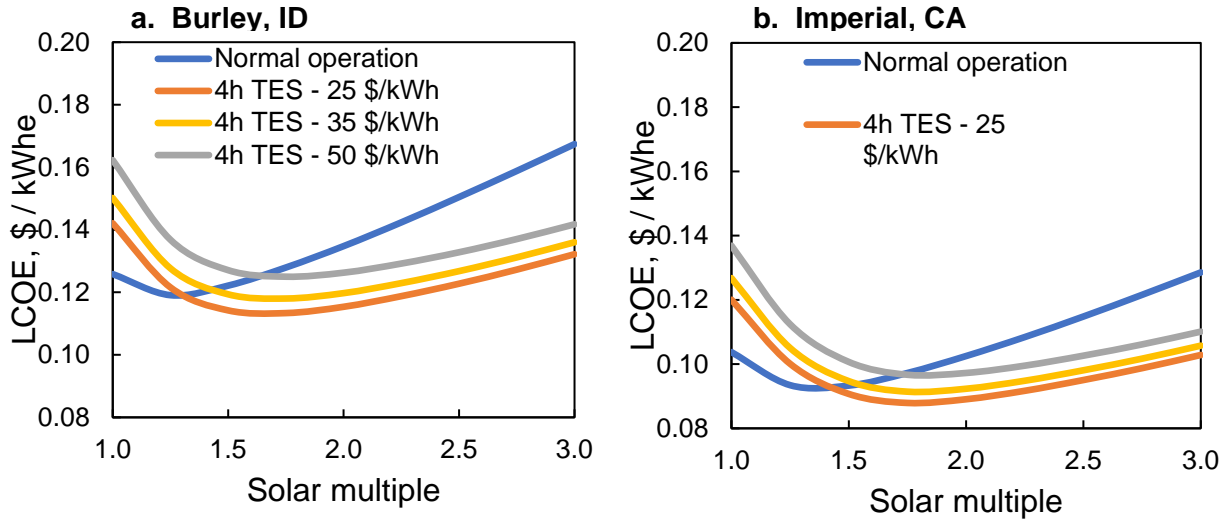 a. Burley, ID
0.20
0.18
0.16
0.14
0.12
0.10
0.08
LCOE, $ / kWhe
Normal operation
4h TES - 25 $/kWh
4h TES - 35 $/kWh
4h TES - 50 $/kWh
1.0 1.5 2.0 2.5 3.0
Solar multiple
b. Imperial, CA
0.20
0.18
0.16
0.14
0.12
0.10
0.08
LCOE, $ / kWhe
Normal operation
4h TES - 25
$/kWh
1.0 1.5 2.0 2.5 3.0
Solar multiple